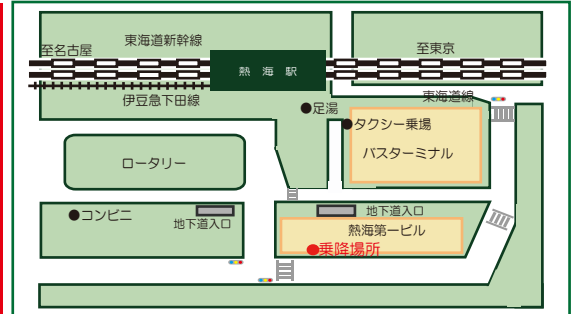 東海道新幹線
至名古屋
至東京
熱海駅
伊豆急下田線
東海道線
足湯
タクシー乗場
バスターミナル
ロータリー
コンビニ
地下道入口
地下道入口
熱海第一ビル
乗降場所